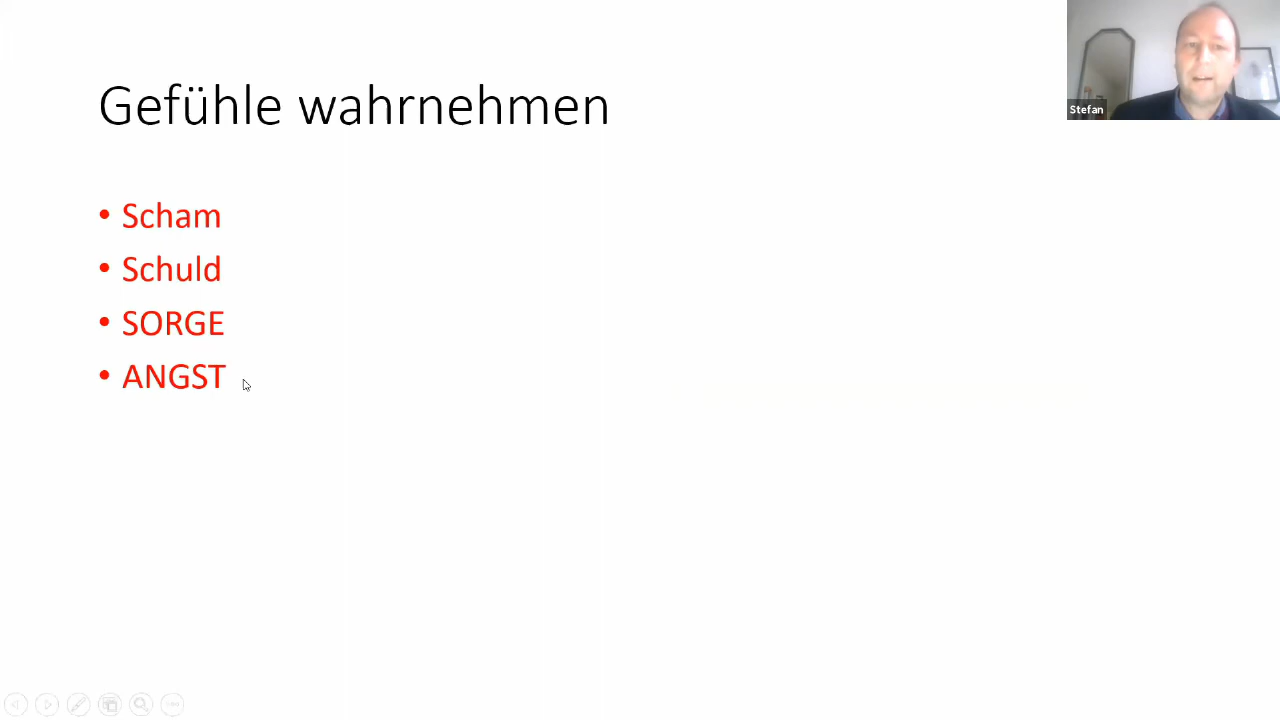 Gefühle wahrnehmen
Stefan
• Scham
• Schuld
• SORGE
• ANGST